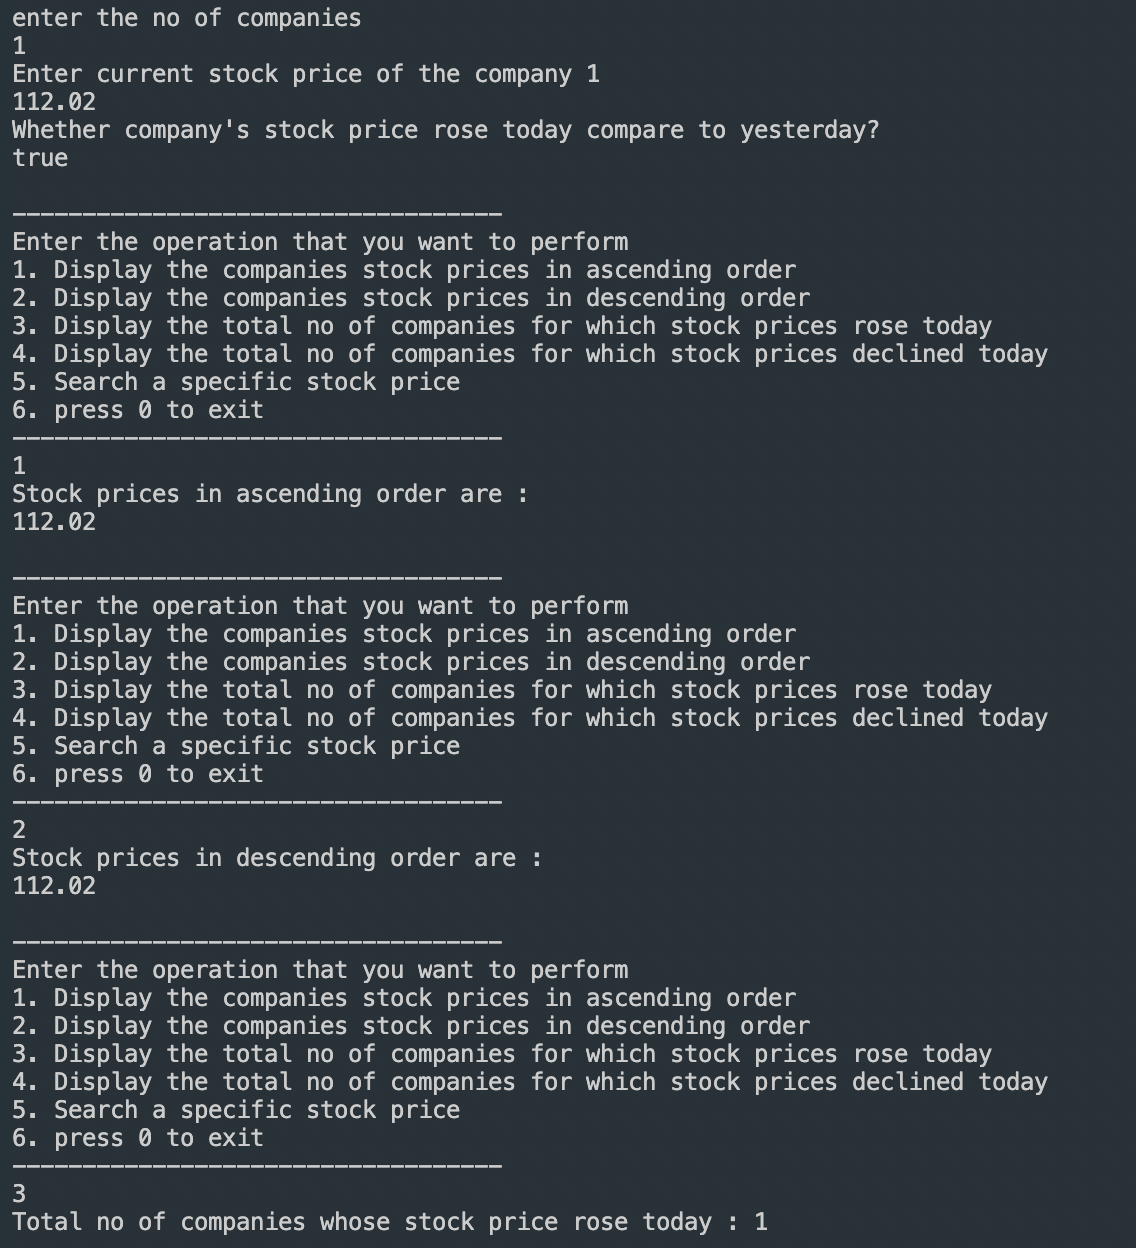 enter the no of companies
1
Enter current stock price of the company 1
112.02
Whether company's stock price rose today compare to yesterday?
true
-----------------------------------
Enter the operation that you want to perform
1. Display the companies stock prices in ascending order
2. Display the companies stock prices in descending order
3. Display the total no of companies for which stock prices rose today
4. Display the total no of companies for which stock prices declined today
5. Search a specific stock price
6. press 0 to exit
-----------------------------------
1
Stock prices in ascending order are :
112.02
-----------------------------------
Enter the operation that you want to perform
1. Display the companies stock prices in ascending order
2. Display the companies stock prices in descending order
3. Display the total no of companies for which stock prices rose today
4. Display the total no of companies for which stock prices declined today
5. Search a specific stock price
6. press 0 to exit
-----------------------------------
2
Stock prices in descending order are :
112.02
-----------------------------------
Enter the operation that you want to perform
1. Display the companies stock prices in ascending order
2. Display the companies stock prices in descending order
3. Display the total no of companies for which stock prices rose today
4. Display the total no of companies for which stock prices declined today
5. Search a specific stock price
6. press 0 to exit
-----------------------------------
3
Total no of companies whose stock price rose today : 1